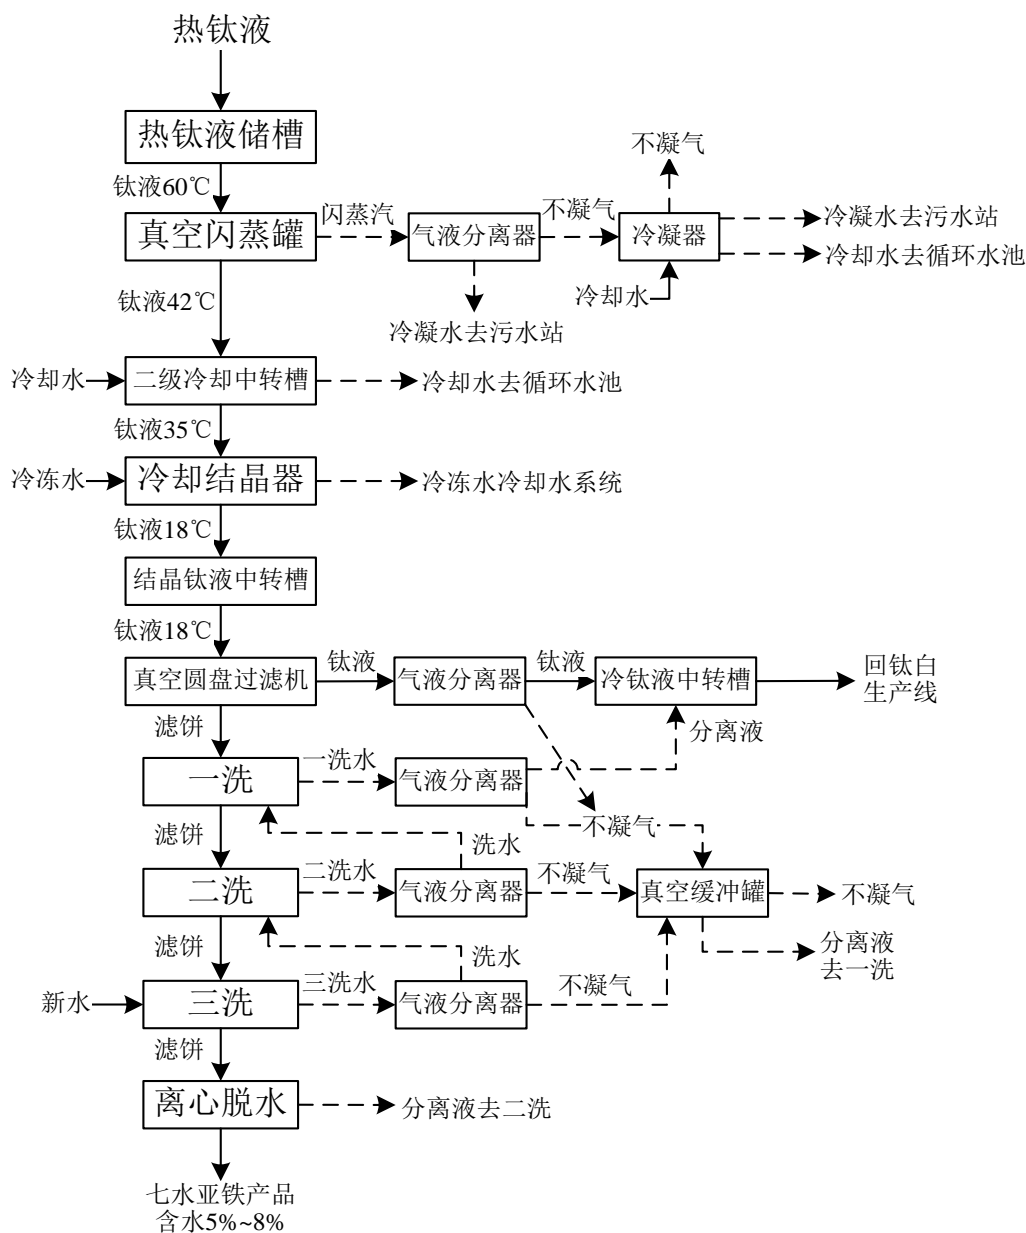 热钛液
热钛液储槽
不凝气
钛液60℃
闪蒸汽
不凝气
真空闪蒸罐
气液分离器
冷凝器
冷凝水去污水站
冷却水去循环水池
钛液42℃
冷却水
冷凝水去污水站
冷却水
二级冷却中转槽
冷却水去循环水池
钛液35℃
冷冻水
冷却结晶器
冷冻水冷却水系统
钛液18℃
结晶钛液中转槽
钛液18℃
真空圆盘过滤机
钛液
气液分离器
钛液
冷钛液中转槽
回钛白
生产线
滤饼
分离液
一洗
一洗水
气液分离器
不凝气
滤饼
洗水
二洗
二洗水
气液分离器
不凝气
真空缓冲罐
不凝气
滤饼
洗水
分离液
去一洗
新水
三洗
三洗水
气液分离器
不凝气
滤饼
离心脱水
分离液去二洗
七水亚铁产品
含水5%~8%